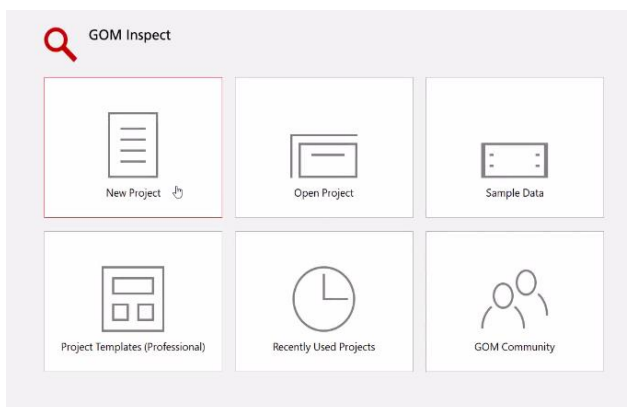 GOM Inspect
New Project
Open Project
Sample Data
Project Templates (Professional)
Recently Used Projects
GOM Community